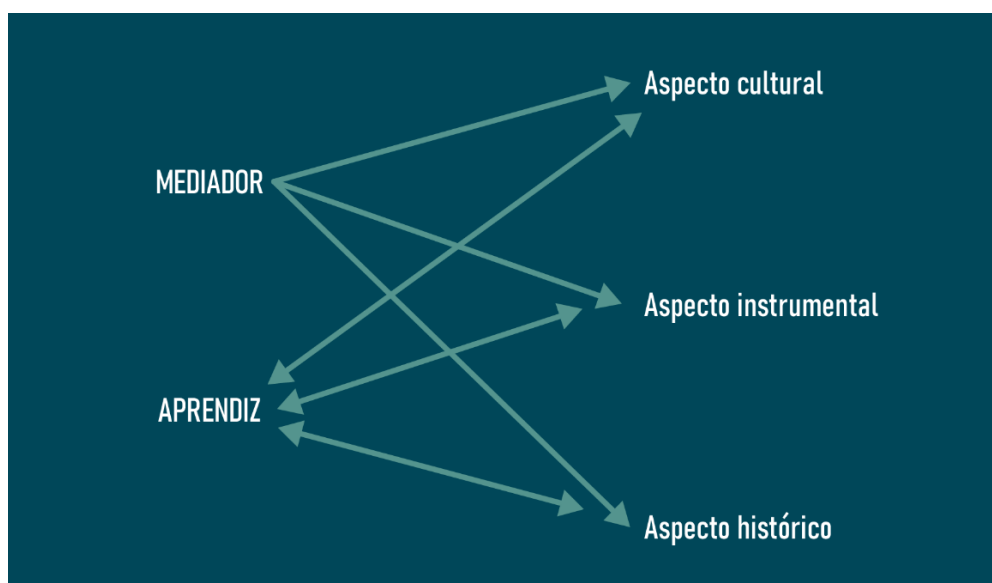 Aspecto cultural
MEDIADOR
Aspecto instrumental
APRENDIZ
Aspecto histórico